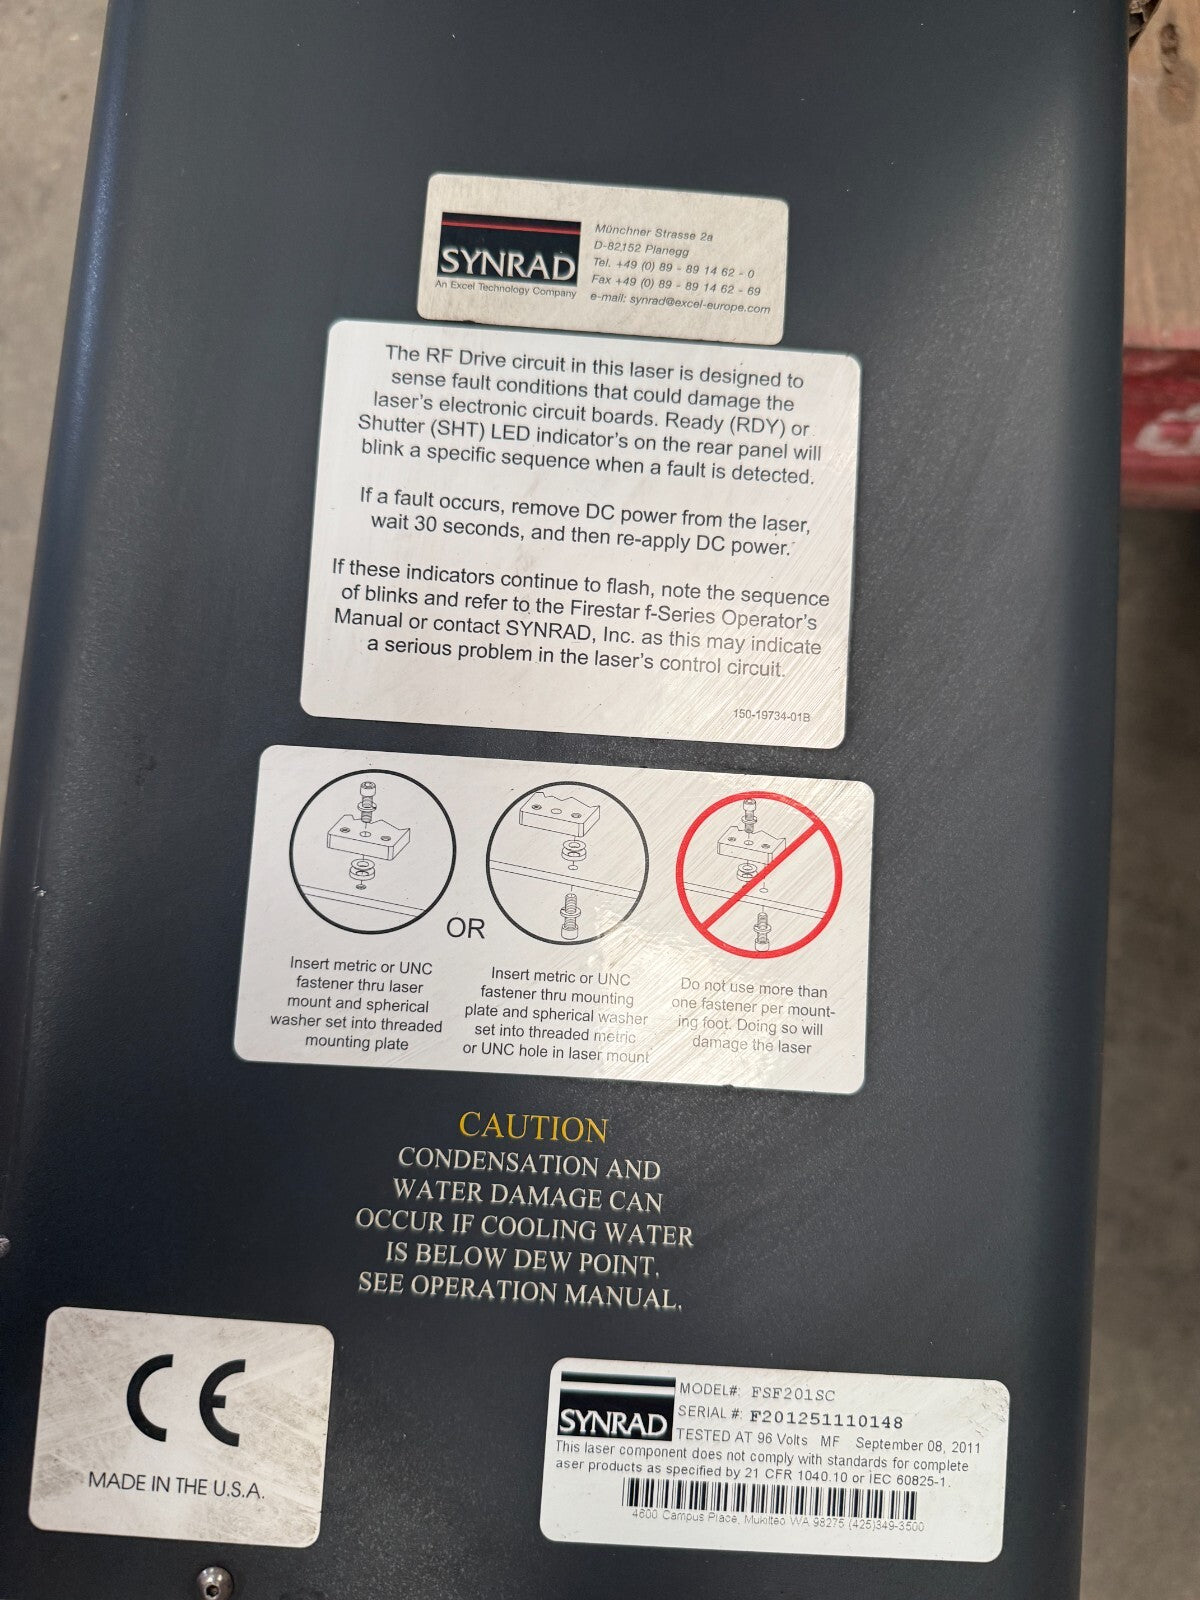 SYNRAD
An Excel Technology Company
Münchner Strasse 2a
D-82152 Planegg
Tel. +49 (0) 89 - 89 14 62 - 0
Fax +49 (0) 89 - 89 14 62 - 69
e-mail: synrad@excel-europe.com
The RF Drive circuit in this laser is designed to
sense fault conditions that could damage the
laser's electronic circuit boards. Ready (RDY) or
Shutter (SHT) LED indicator's on the rear panel will
blink a specific sequence when a fault is detected.
If a fault occurs, remove DC power from the laser,
wait 30 seconds, and then re-apply DC power.
If these indicators continue to flash, note the sequence
of blinks and refer to the Firestar f-Series Operator's
Manual or contact SYNRAD, Inc. as this may indicate
a serious problem in the laser's control circuit.
150-19734-01B
OR
Insert metric or UNC
fastener thru laser
mount and spherical
washer set into threaded
mounting plate
Insert metric or UNC
fastener thru mounting
plate and spherical washer
set into threaded metric
or UNC hole in laser mount
Do not use more than
one fastener per mount-
ing foot. Doing so will
damage the laser
CAUTION
CONDENSATION AND
WATER DAMAGE CAN
OCCUR IF COOLING WATER
IS BELOW DEW POINT.
SEE OPERATION MANUAL.
CE
MADE IN THE U.S.A.
SYNRAD
MODEL#: FSF201SC
SERIAL #: F201251110148
TESTED AT 96 Volts MF September 08, 2011
This laser component does not comply with standards for complete
aser products as specified by 21 CFR 1040.10 or IEC 60825-1.
4600 Campus Place, Mukilteo WA 98275 (425)349-3500